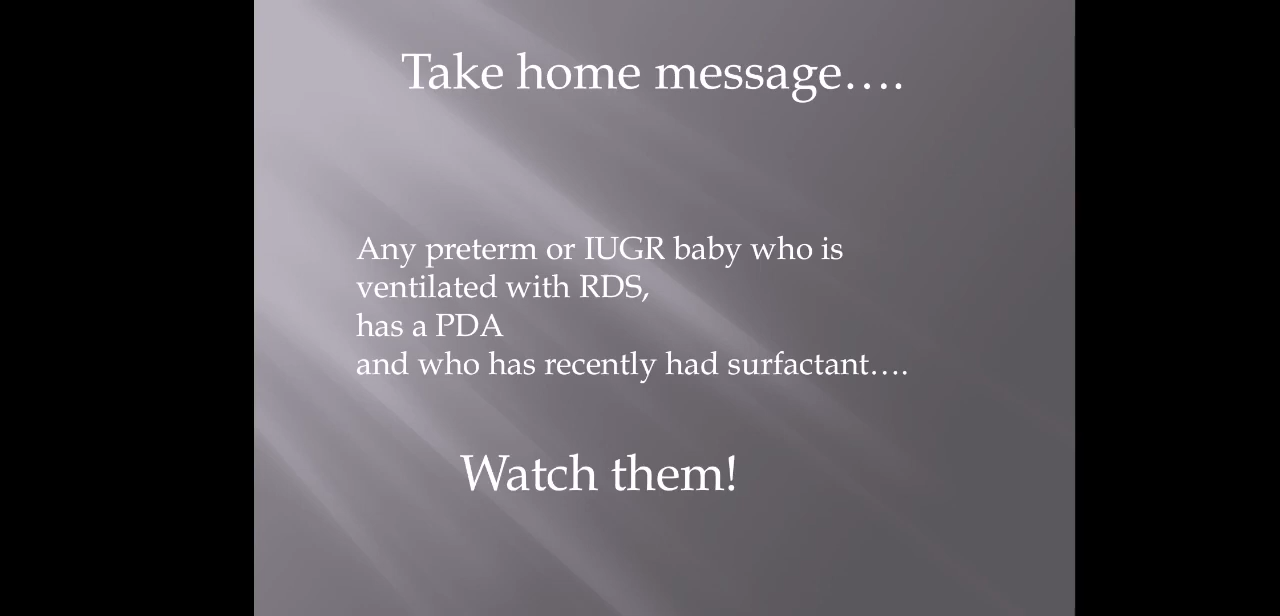 Take home message....
Any preterm or IUGR baby who is
ventilated with RDS,
has a PDA
and who has recently had surfactant....
Watch them!